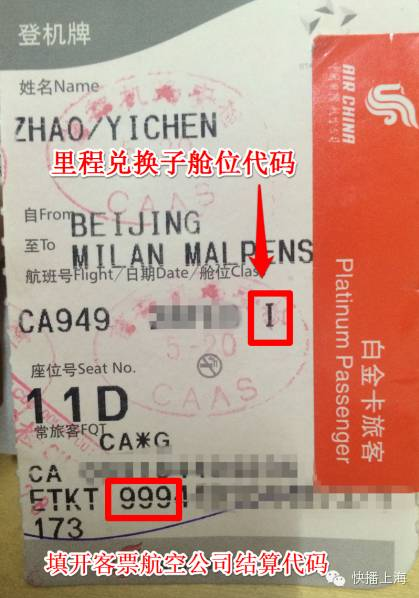 登机牌
姓名Name
ZHAO/YICHEN
里程兑换子舱位代码
CAAS
自From
BEIJING
至To
MILAN MALPENS
航班号Flight/日期Date/舱位Class
CA949 I
5-20
座位号Seat No.
CAAS
11D
常旅客FQT
CA*G
CA
ETKT 999
173
填开客票航空公司结算代码
AIR CHINA
Platinum Passenger
白金卡旅客
快播上海